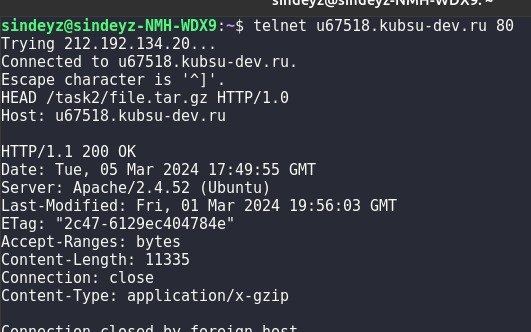 sindeyz@sindeyz-NMH-WDX9: ~
sindeyz@sindeyz-NMH-WDX9:~$ telnet u67518.kubsu-dev.ru 80
Trying 212.192.134.20...
Connected to u67518.kubsu-dev.ru.
Escape character is '^]'.
HEAD /task2/file.tar.gz HTTP/1.0
Host: u67518.kubsu-dev.ru
HTTP/1.1 200 OK
Date: Tue, 05 Mar 2024 17:49:55 GMT
Server: Apache/2.4.52 (Ubuntu)
Last-Modified: Fri, 01 Mar 2024 19:56:03 GMT
ETag: "2c47-6129ec404784e"
Accept-Ranges: bytes
Content-Length: 11335
Connection: close
Content-Type: application/x-gzip
Connection closed by foreign host.